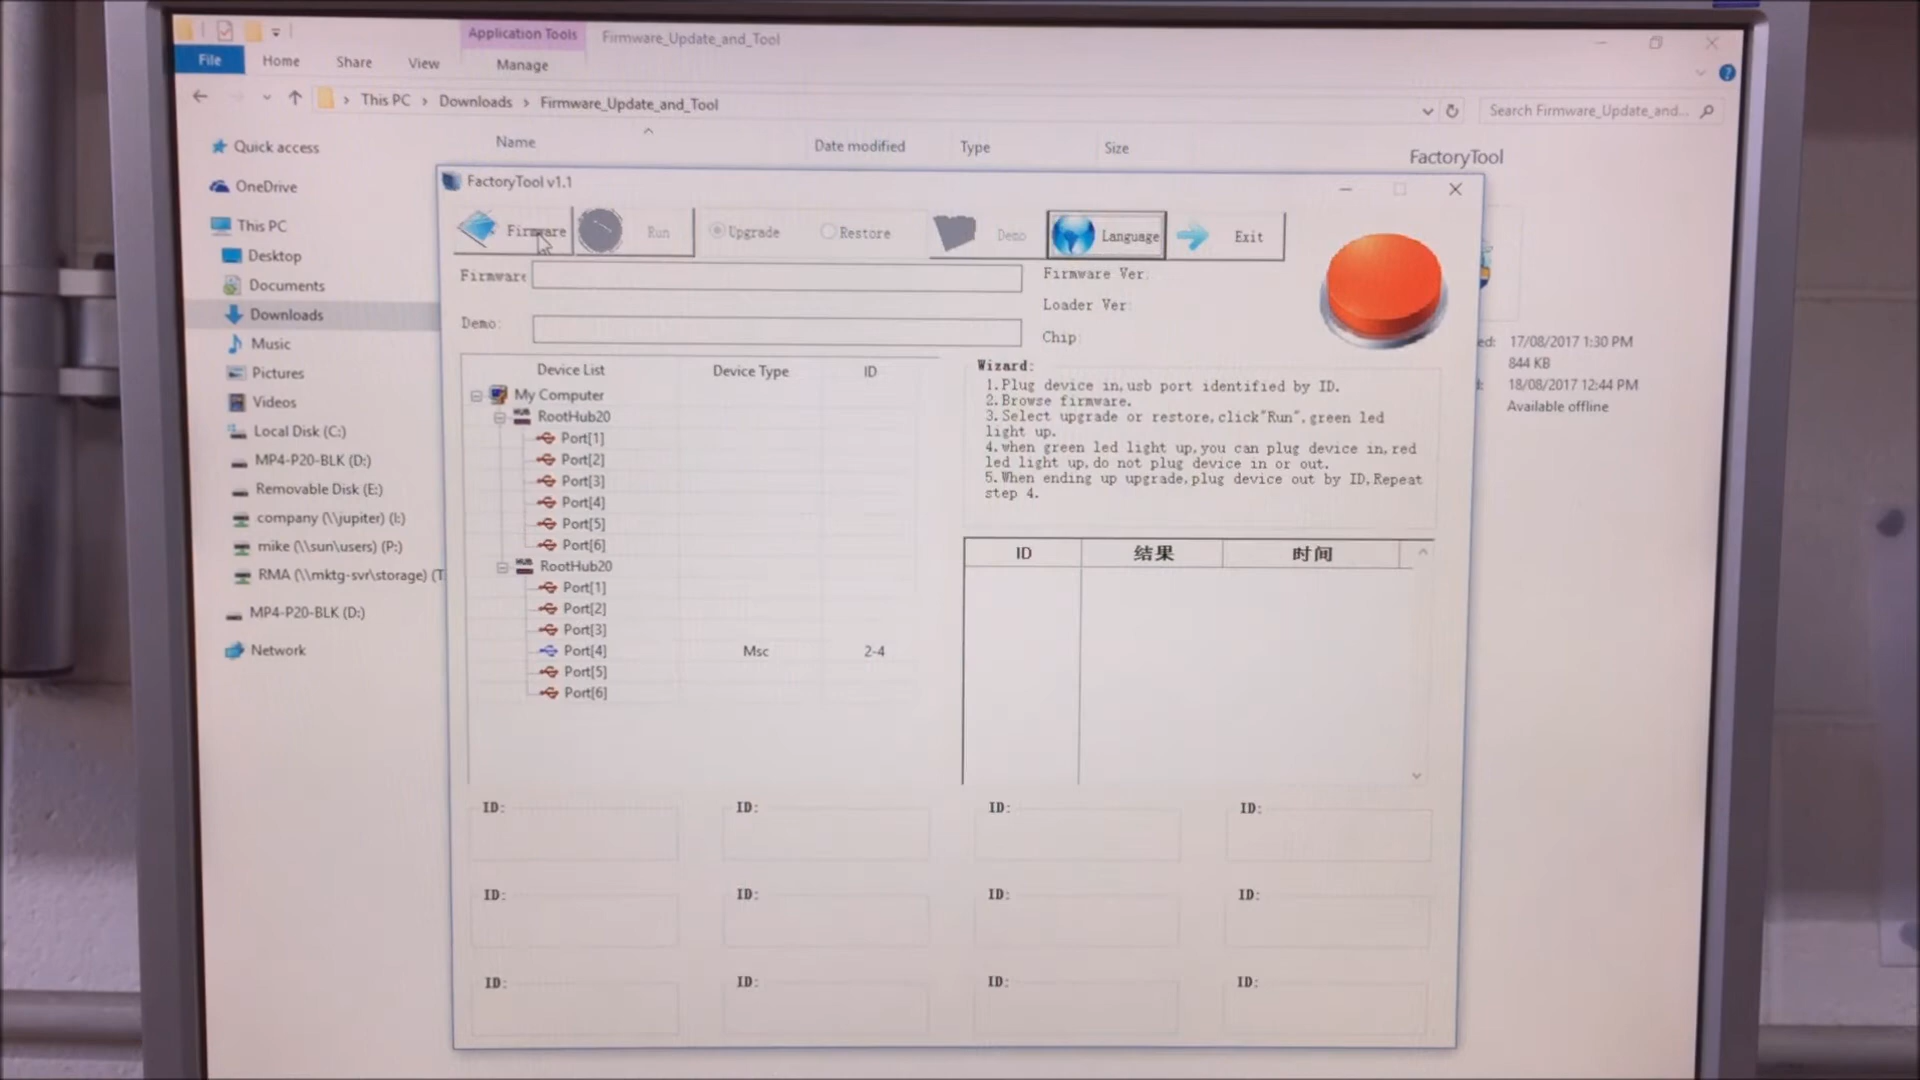 Application Tools
Firmware_Update_and_Tool
File
Home
Share
View
Manage
This PC > Downloads > Firmware_Update_and_Tool
Search Firmware_Update_and...
Name
Date modified
Type
Size
Quick access
OneDrive
This PC
Desktop
Documents
Downloads
Music
Pictures
Videos
Local Disk (C:)
MP4-P20-BLK (D:)
Removable Disk (E:)
company (\\jupiter) (I:)
mike (\\sun\users) (P:)
RMA (\\mktg-svr\storage) (T
MP4-P20-BLK (D:)
Network
FactoryTool
ed: 17/08/2017 1:30 PM
844 KB
d: 18/08/2017 12:44 PM
Available offline
FactoryTool v1.1
Firmware
Run
Upgrade
Restore
Demo
Language
Exit
Firmware
Demo:
Firmware Ver:
Loader Ver
Chip:
Device List
Device Type
ID
My Computer
RootHub20
Port[1]
Port[2]
Port[3]
Port[4]
Port[5]
Port[6]
RootHub20
Port[1]
Port[2]
Port[3]
Port[4] Msc 2-4
Port[5]
Port[6]
Wizard:
1.Plug device in,usb port identified by ID.
2.Browse firmware.
3.Select upgrade or restore,click"Run",green led
light up.
4.when green led light up,you can plug device in,red
led light up,do not plug device in or out.
5.When ending up upgrade,plug device out by ID,Repeat
step 4.
ID
结果
时间
ID:
ID:
ID:
ID:
ID:
ID:
ID:
ID:
ID:
ID:
ID:
ID: